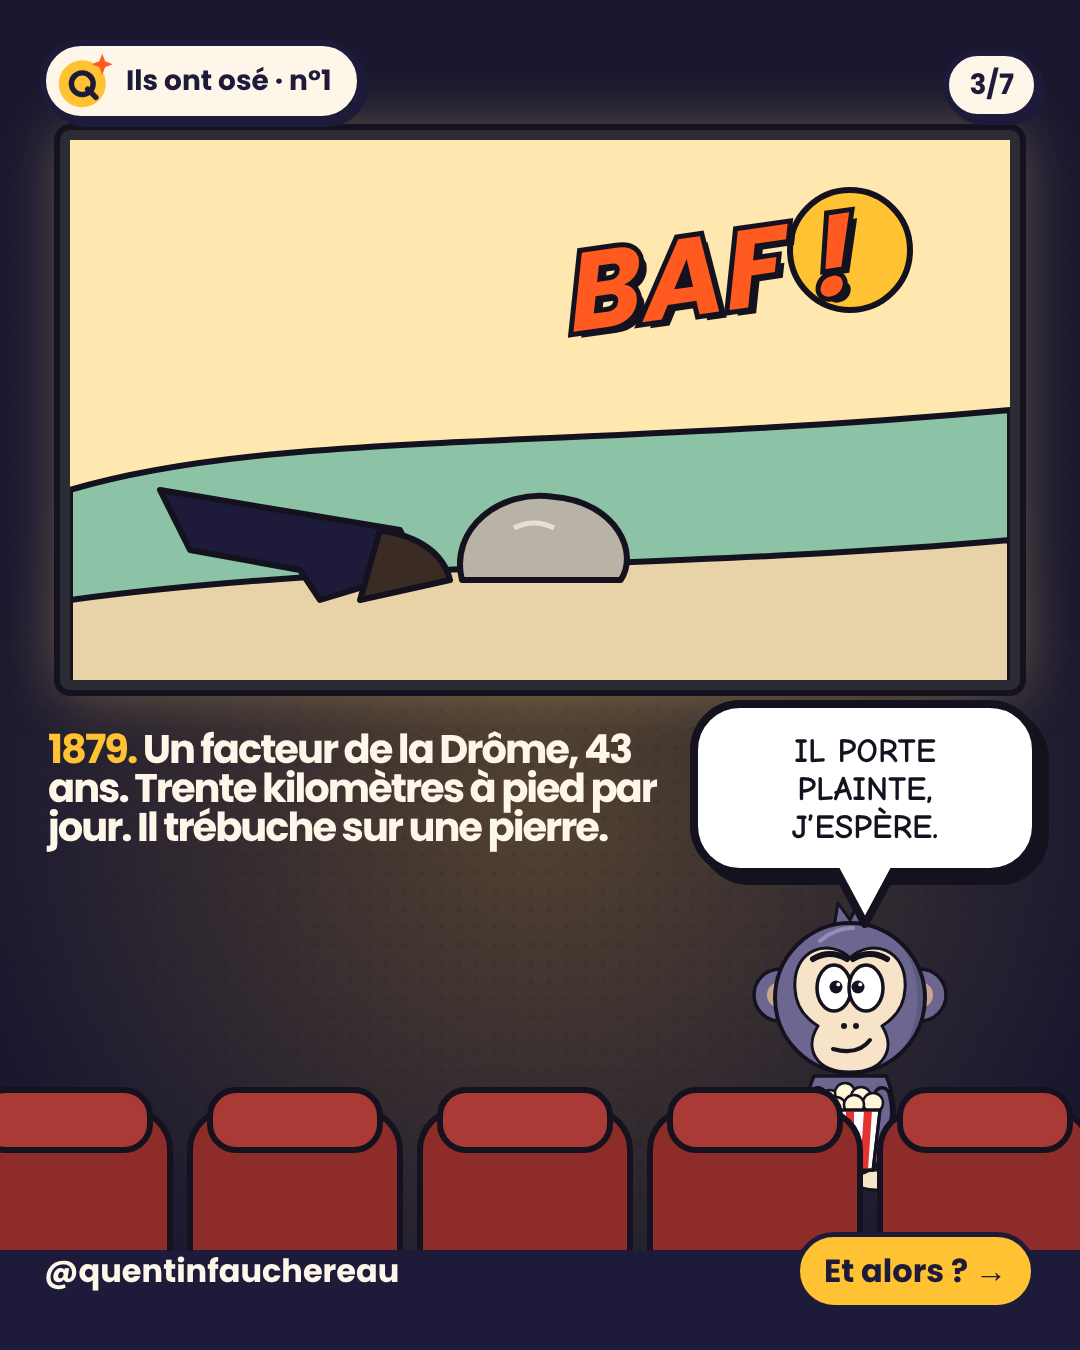 Q
Ils ont osé · n°1
3/7
BAF!
1879. Un facteur de la Drôme, 43
ans. Trente kilomètres à pied par
jour. Il trébuche sur une pierre.
IL PORTE
PLAINTE,
J'ESPÈRE.
@quentinfauchereau
Et alors ? →